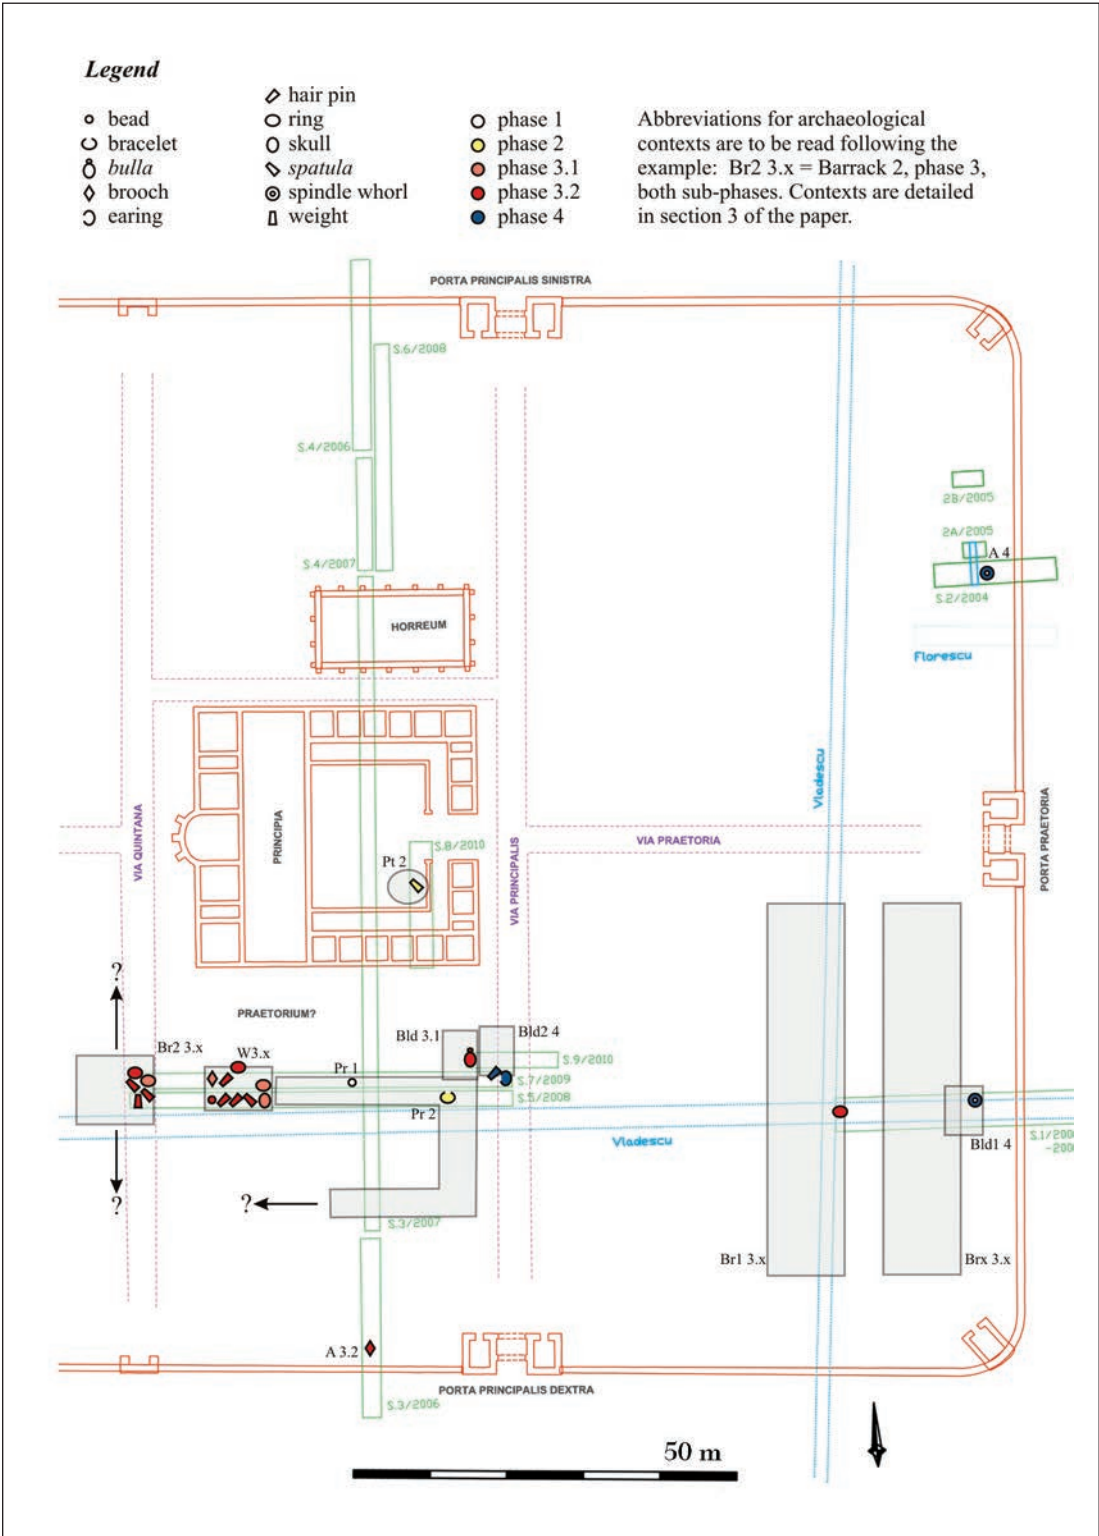 Legend
bead
bracelet
bulla
brooch
earing
hair pin
ring
skull
spatula
spindle whorl
weight
phase 1
phase 2
phase 3.1
phase 3.2
phase 4
Abbreviations for archaeological
contexts are to be read following the
example: Br2 3.x = Barrack 2, phase 3,
both sub-phases. Contexts are detailed
in section 3 of the paper.
PORTA PRINCIPALIS SINISTRA
S.6/2008
S.4/2006
2B/2005
2A/2005
A 4
S.4/2007
S.2/2004
HORREUM
Florescu
Vladescu
VIA QUINTANA
PRINCIPIA
S.8/2010
Pt 2
VIA PRINCIPALIS
VIA PRAETORIA
PORTA PRAETORIA
?
PRAETORIUM?
Br2 3.x
W3.x
Pr 1
Bld 3.1
Bld2 4
S.9/2010
S.7/2009
S.5/2008
Pr 2
Vladescu
Bld1 4
?
?
S.3/2007
Br1 3.x
Brx 3.x
A 3.2
PORTA PRINCIPALIS DEXTRA
S.3/2006
50 m